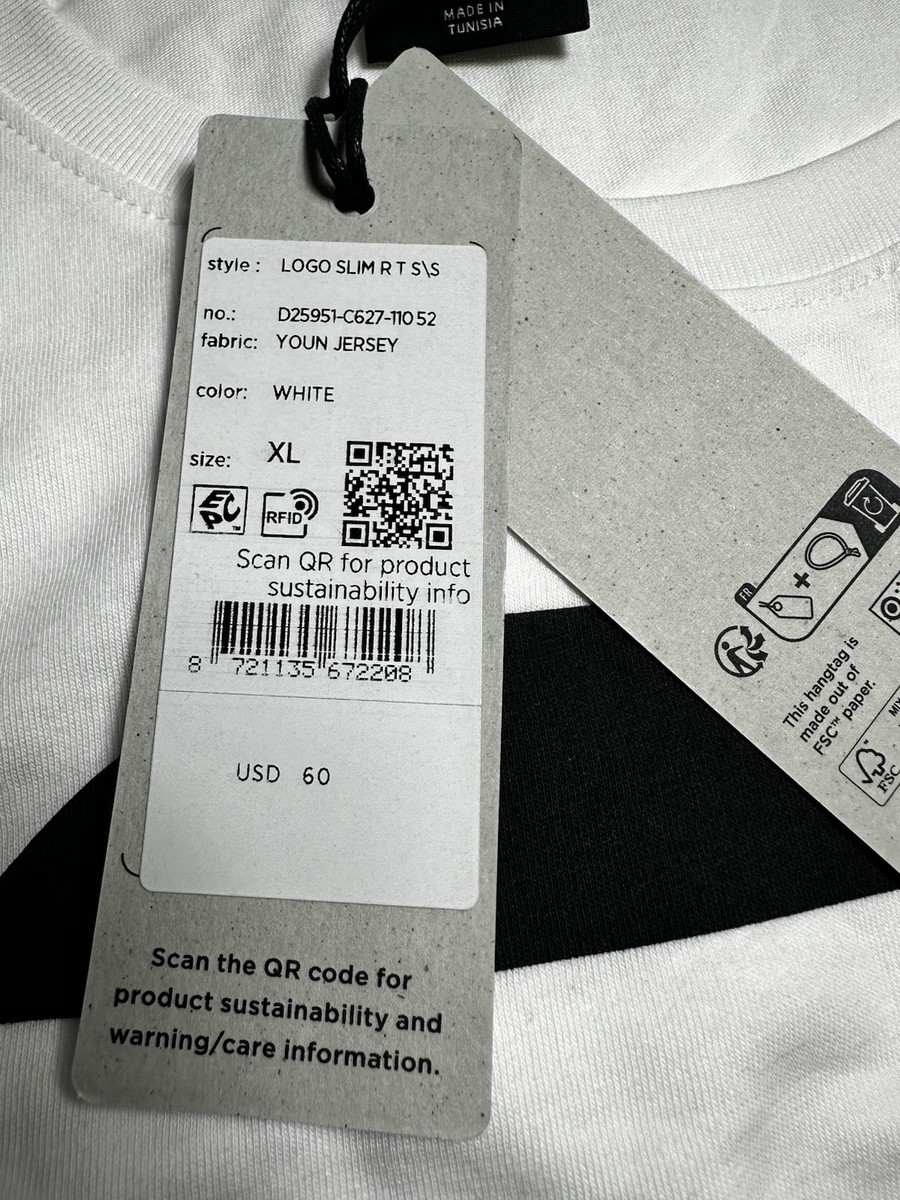 MADE IN
TUNISIA
style : LOGO SLIM R T S\S
no.: D25951-C627-110 52
fabric: YOUN JERSEY
color: WHITE
size: XL
EPC™
RFID
Scan QR for product
sustainability info
8 721135 672208
USD 60
Scan the QR code for
product sustainability and
warning/care information.
FR
This hangtag is
made out of
FSC™ paper.
FSC